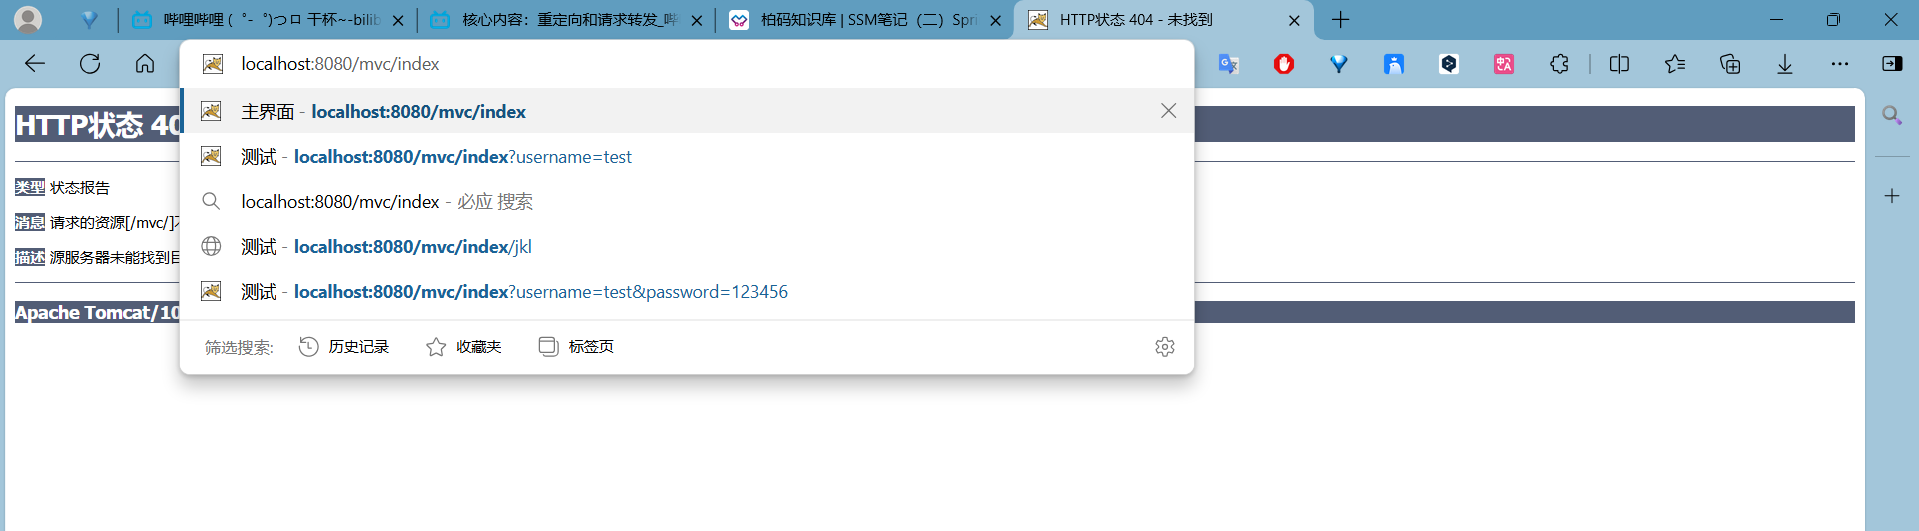 哔哩哔哩 (゜-゜)つロ 干杯~-bilib
核心内容：重定向和请求转发_哔
柏码知识库 | SSM笔记（二）Spri
HTTP状态 404 - 未找到
localhost:8080/mvc/index
主界面 - localhost:8080/mvc/index
测试 - localhost:8080/mvc/index?username=test
localhost:8080/mvc/index - 必应 搜索
测试 - localhost:8080/mvc/index/jkl
测试 - localhost:8080/mvc/index?username=test&password=123456
筛选搜索: 历史记录 收藏夹 标签页
HTTP状态 40
类型 状态报告
消息 请求的资源[/mvc/]
描述 源服务器未能找到
Apache Tomcat/10